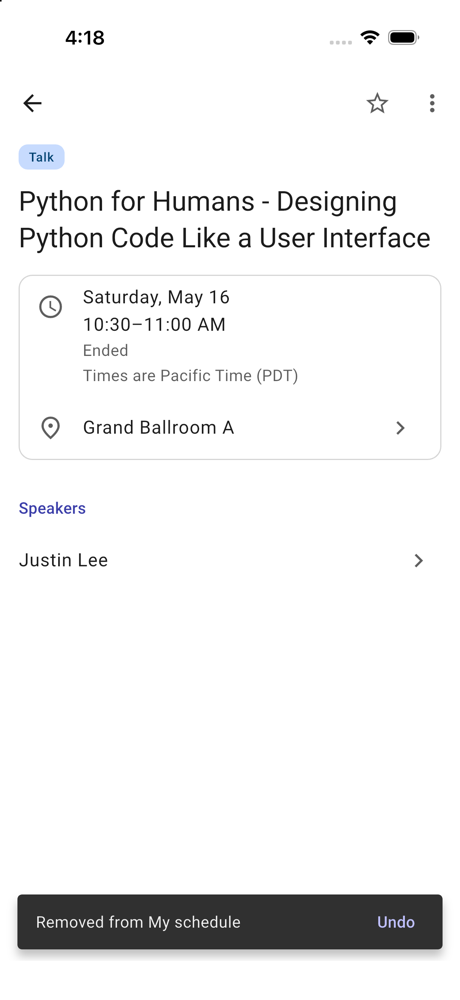 4:18
Talk
Python for Humans - Designing
Python Code Like a User Interface
Saturday, May 16
10:30–11:00 AM
Ended
Times are Pacific Time (PDT)
Grand Ballroom A
Speakers
Justin Lee
Removed from My schedule
Undo